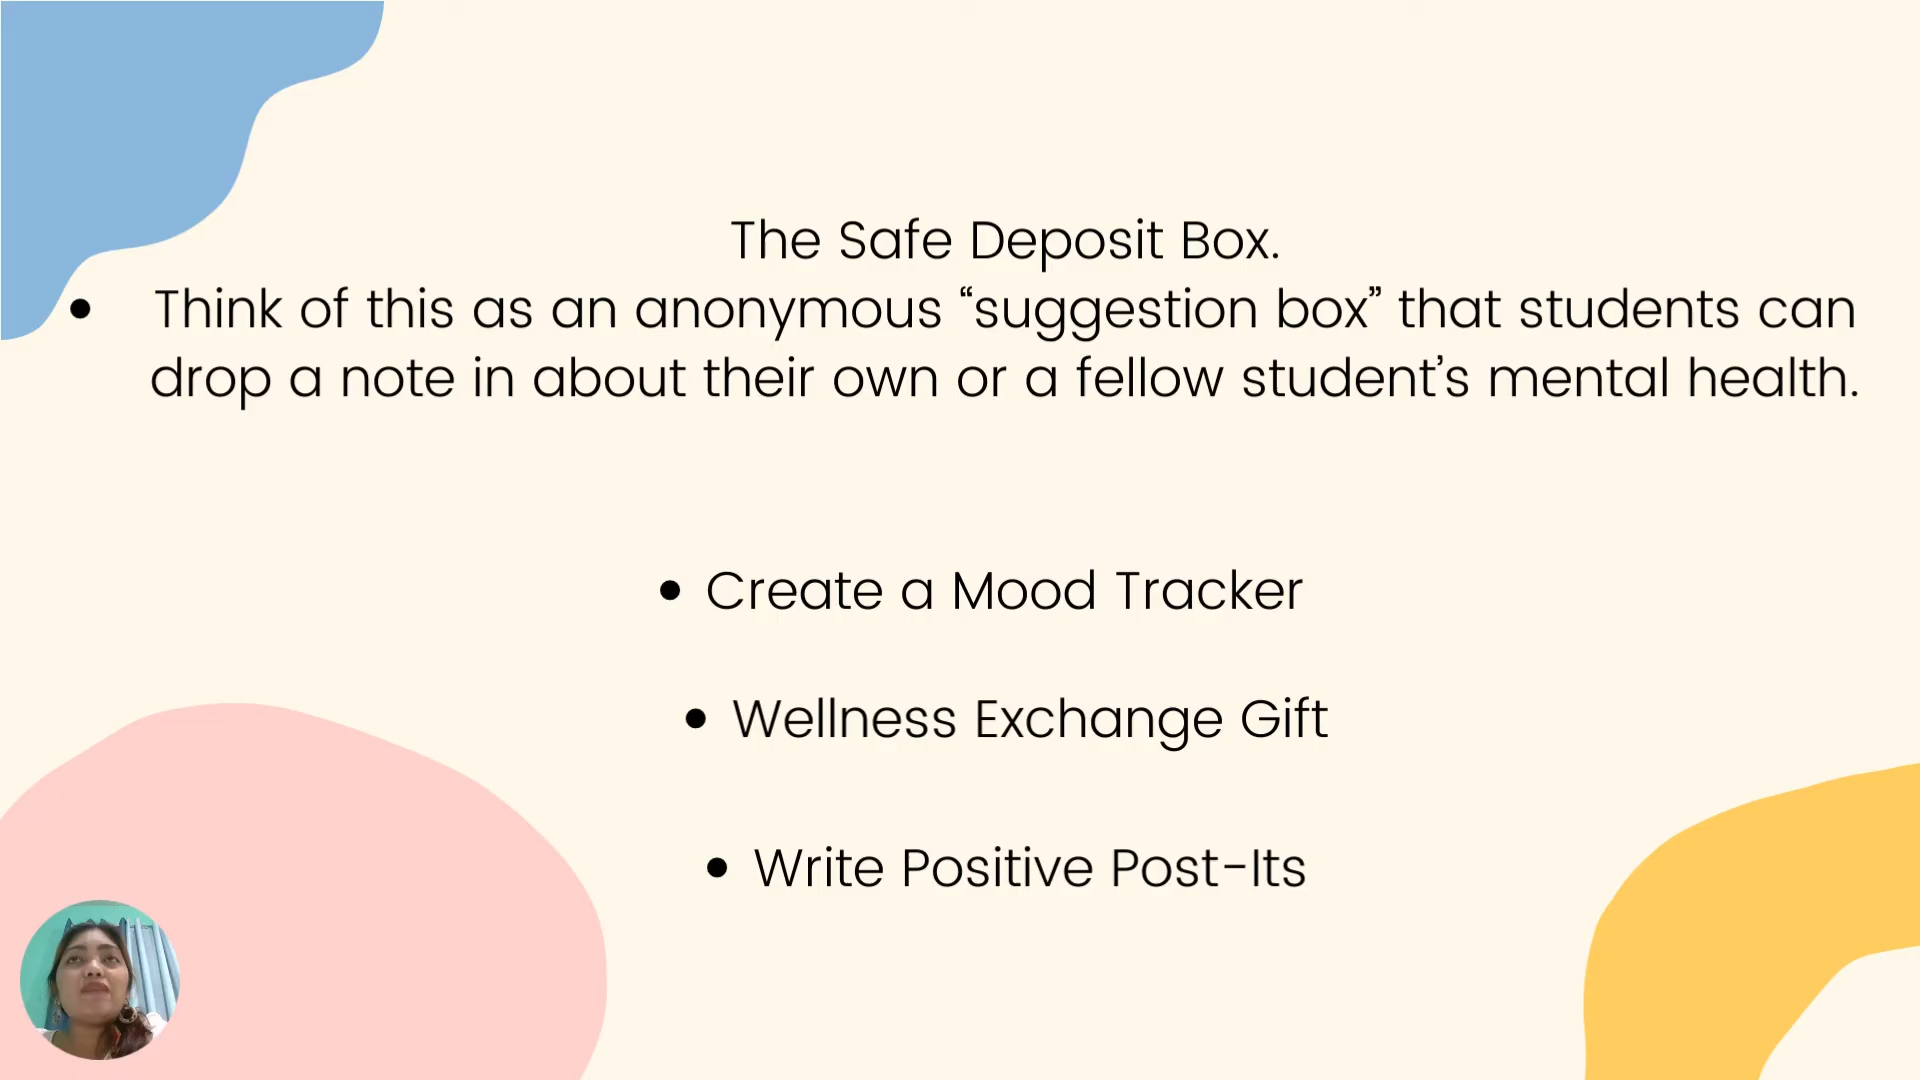 The Safe Deposit Box.
• Think of this as an anonymous “suggestion box” that students can
drop a note in about their own or a fellow student’s mental health.
• Create a Mood Tracker
• Wellness Exchange Gift
• Write Positive Post-Its